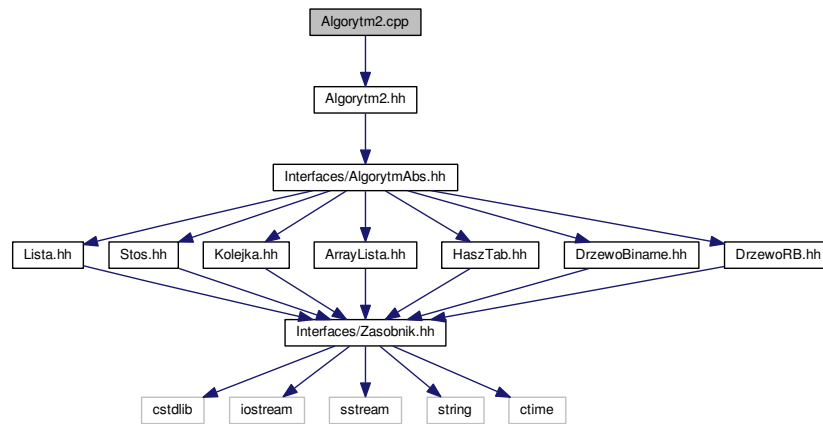 Algorytm2.cpp
Algorytm2.hh
Interfaces/AlgorytmAbs.hh
Lista.hh
Stos.hh
Kolejka.hh
ArrayLista.hh
HaszTab.hh
DrzewoBiname.hh
DrzewoRB.hh
Interfaces/Zasobnik.hh
cstdlib
iostream
sstream
string
ctime